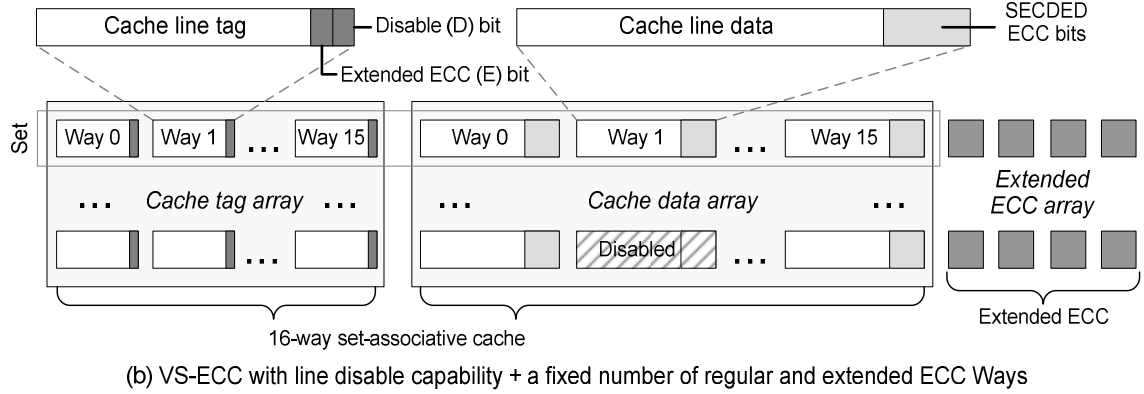 Cache line tag
Disable (D) bit
Extended ECC (E) bit
Cache line data
SECDED
ECC bits
Set
Way 0
Way 1
...
Way 15
Way 0
Way 1
...
Way 15
...
Cache tag array
...
...
Cache data array
...
Extended
ECC array
...
Disabled
...
16-way set-associative cache
Extended ECC
(b) VS-ECC with line disable capability + a fixed number of regular and extended ECC Ways